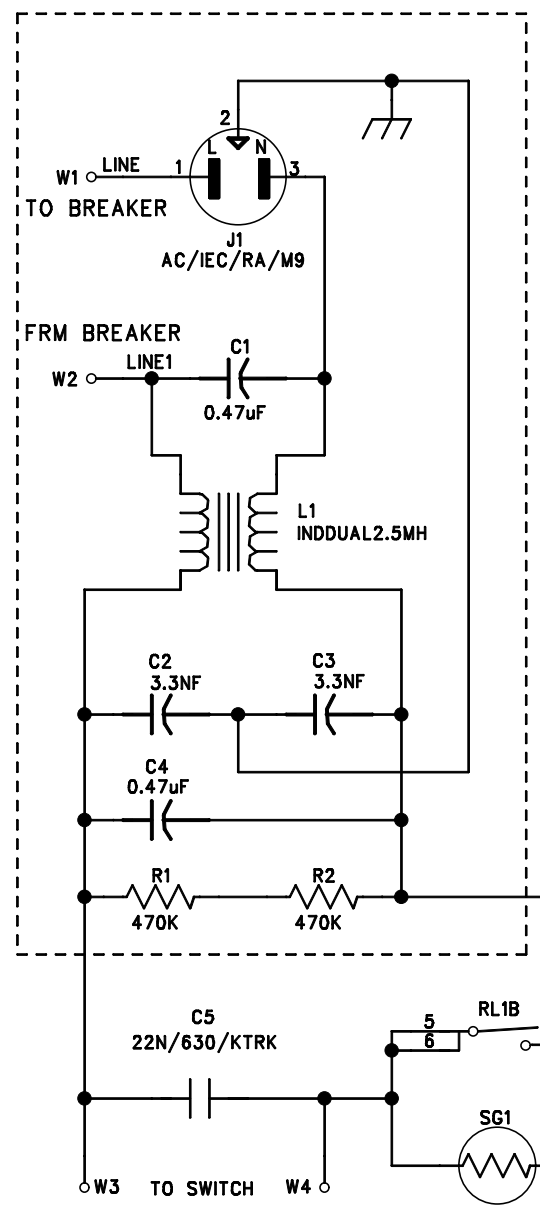 2
L N
W1 LINE 1 3
TO BREAKER
J1
AC/IEC/RA/M9
FRM BREAKER
C1
LINE1
W2
0.47uF
L1
INDDUAL2.5MH
C2 C3
3.3NF 3.3NF
C4
0.47uF
R1 R2
470K 470K
C5
22N/630/KTRK
RL1B
5
6
SG1
W3 TO SWITCH W4